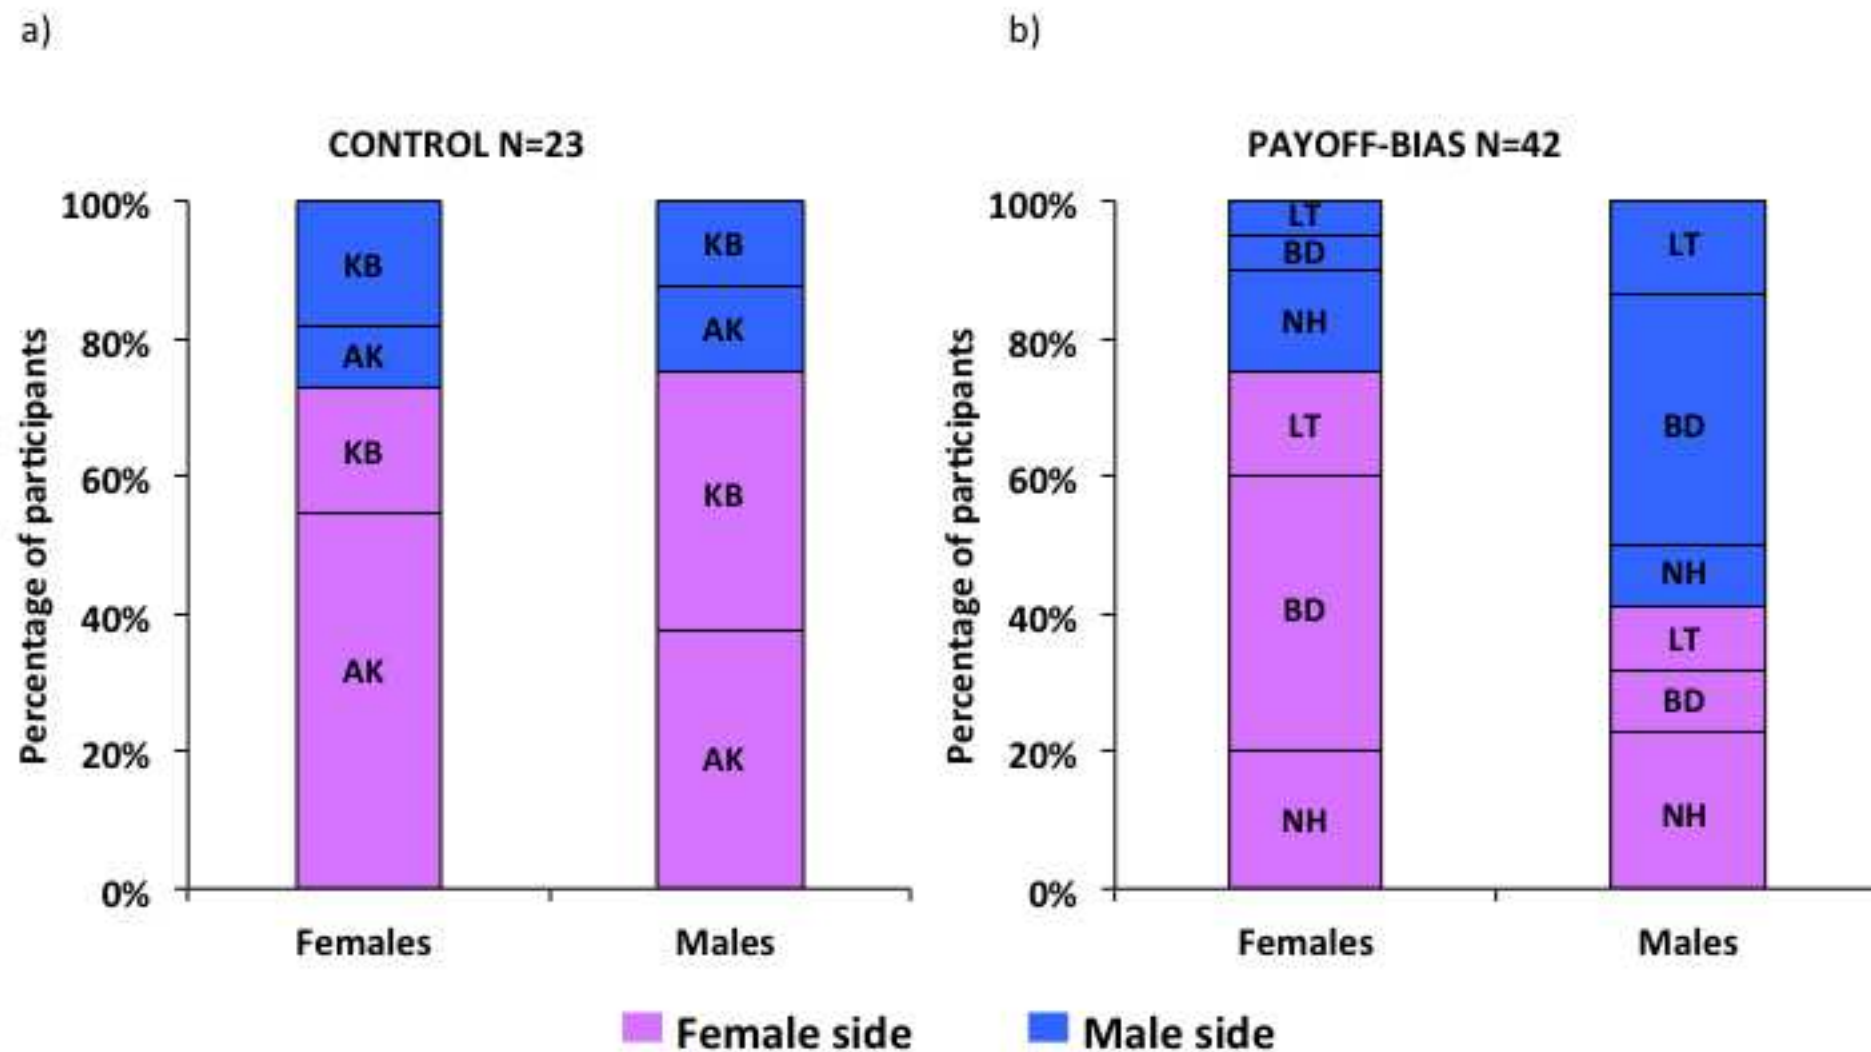 a)
CONTROL N=23
Percentage of participants
100%
80%
60%
40%
20%
0%
KB
AK
KB
AK
KB
AK
KB
AK
Females
Males
b)
PAYOFF-BIAS N=42
Percentage of participants
100%
80%
60%
40%
20%
0%
LT
BD
NH
LT
BD
NH
LT
BD
NH
LT
BD
NH
Females
Males
Female side
Male side